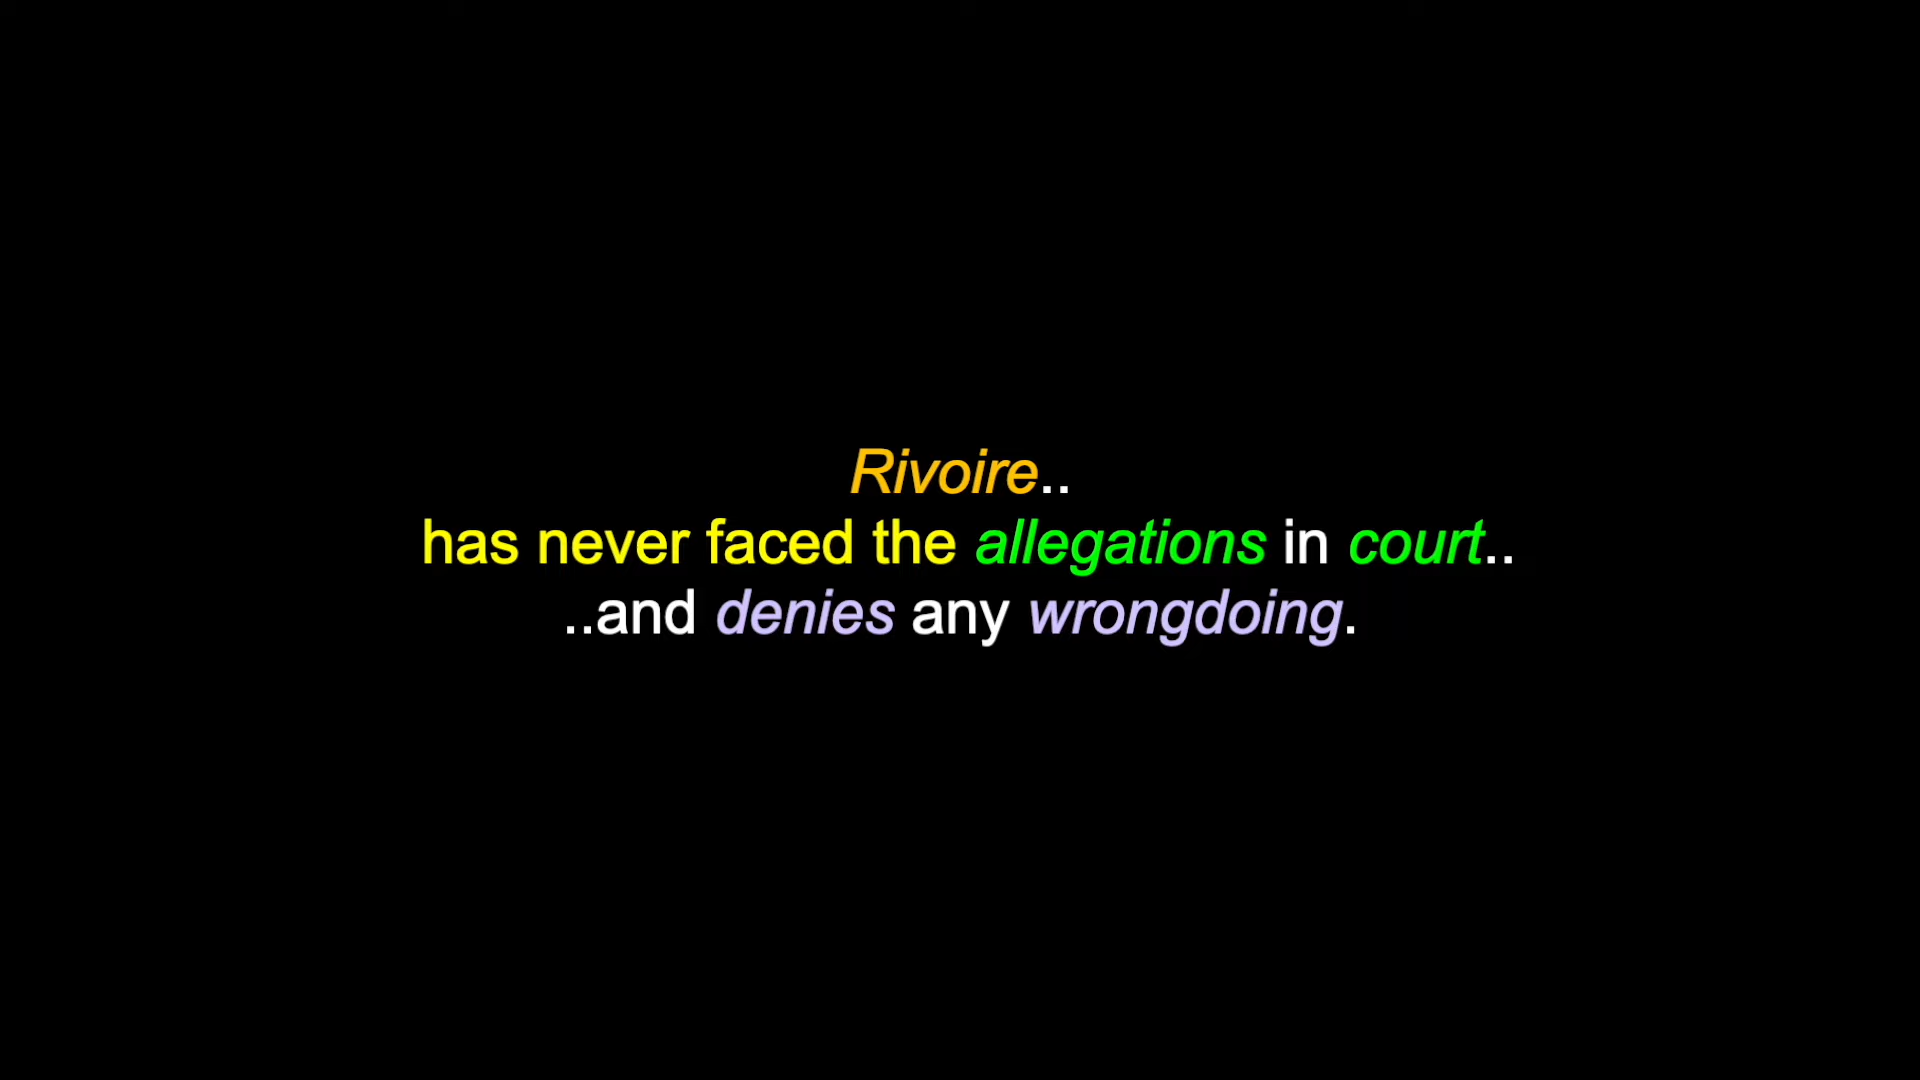 Rivoire..
has never faced the allegations in court..
..and denies any wrongdoing.